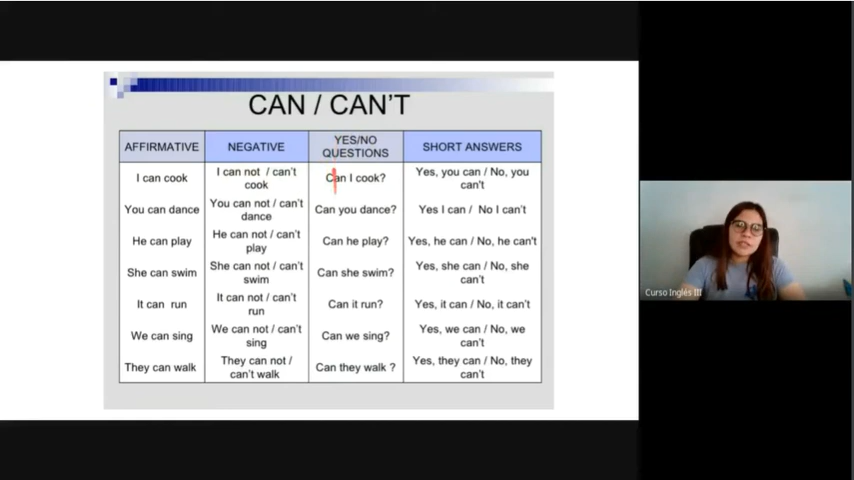 CAN / CAN'T
AFFIRMATIVE
NEGATIVE
YES/NO
QUESTIONS
SHORT ANSWERS
I can cook
I can not / can't
cook
Can I cook?
Yes, you can / No, you
can't
You can dance
You can not / can't
dance
Can you dance?
Yes I can / No I can't
He can play
He can not / can't
play
Can he play?
Yes, he can / No, he can't
She can swim
She can not / can't
swim
Can she swim?
Yes, she can / No, she
can't
It can run
It can not / can't
run
Can it run?
Yes, it can / No, it can't
We can sing
We can not / can't
sing
Can we sing?
Yes, we can / No, we
can't
They can walk
They can not /
can't walk
Can they walk ?
Yes, they can / No, they
can't
Curso Inglés III